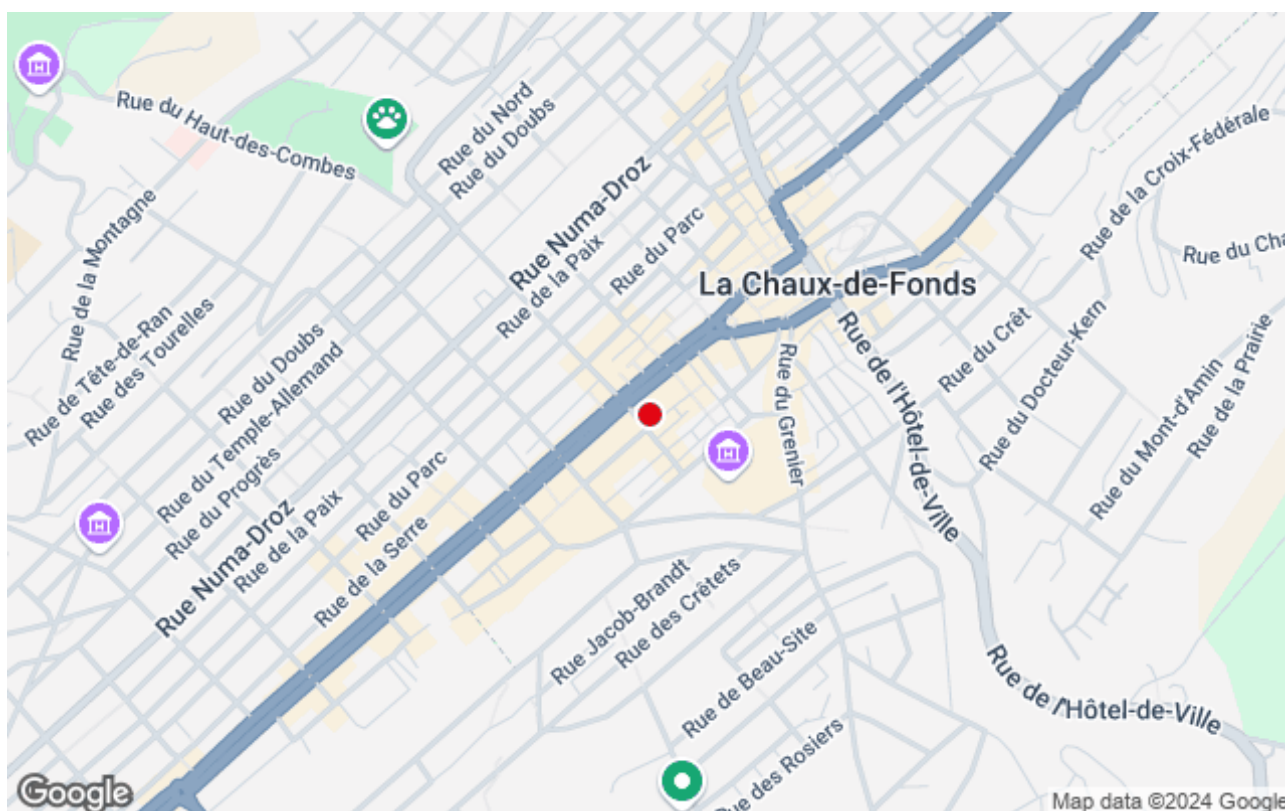 Rue du Haut-des-Combes
Rue du Nord
Rue du Doubs
Rue de la Croix-Fédérale
Rue de la Montagne
Rue Numa-Droz
Rue du Parc
Rue de la Paix
Rue du Cha
La Chaux-de-Fonds
Rue de Tête-de-Ran
Rue des Tourelles
Rue du Doubs
Rue du Temple-Allemand
Rue du Progrès
Rue Numa-Droz
Rue de la Paix
Rue du Parc
Rue de la Serre
Rue du Grenier
Rue de l'Hôtel-de-Ville
Rue du Crêt
Rue du Docteur-Kern
Rue du Mont-d'Amin
Rue de la Prairie
Rue Jacob-Brandt
Rue des Crêtets
Rue de Beau-Site
Rue des Rosiers
Rue de l'Hôtel-de-Ville
Google
Map data ©2024 Google